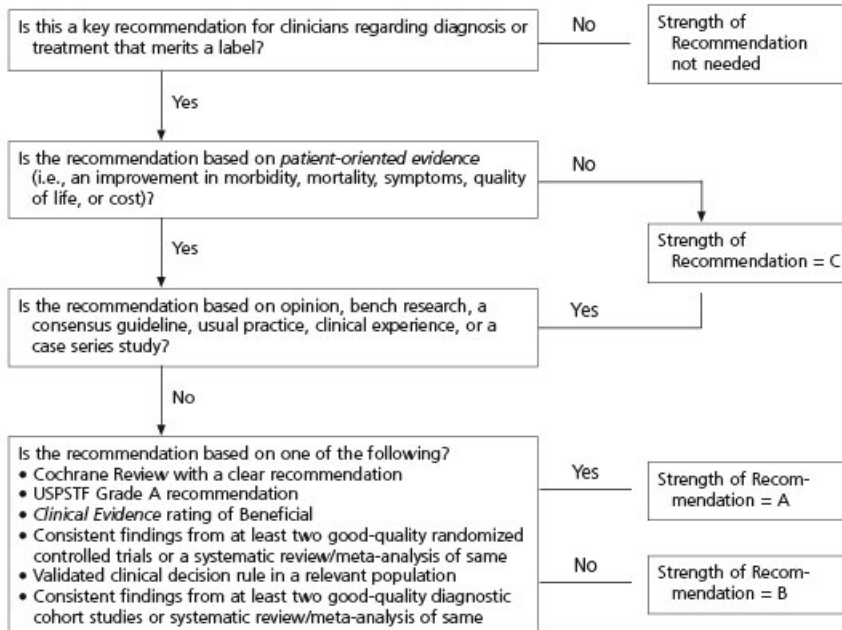 Is this a key recommendation for clinicians regarding diagnosis or
treatment that merits a label?
No
Strength of
Recommendation
not needed
Yes
Is the recommendation based on patient-oriented evidence
(i.e., an improvement in morbidity, mortality, symptoms, quality
of life, or cost)?
No
Yes
Strength of
Recommendation = C
Is the recommendation based on opinion, bench research, a
consensus guideline, usual practice, clinical experience, or a
case series study?
Yes
No
Is the recommendation based on one of the following?
• Cochrane Review with a clear recommendation
• USPSTF Grade A recommendation
• Clinical Evidence rating of Beneficial
• Consistent findings from at least two good-quality randomized
controlled trials or a systematic review/meta-analysis of same
• Validated clinical decision rule in a relevant population
• Consistent findings from at least two good-quality diagnostic
cohort studies or systematic review/meta-analysis of same
Yes
Strength of Recom-
mendation = A
No
Strength of Recom-
mendation = B